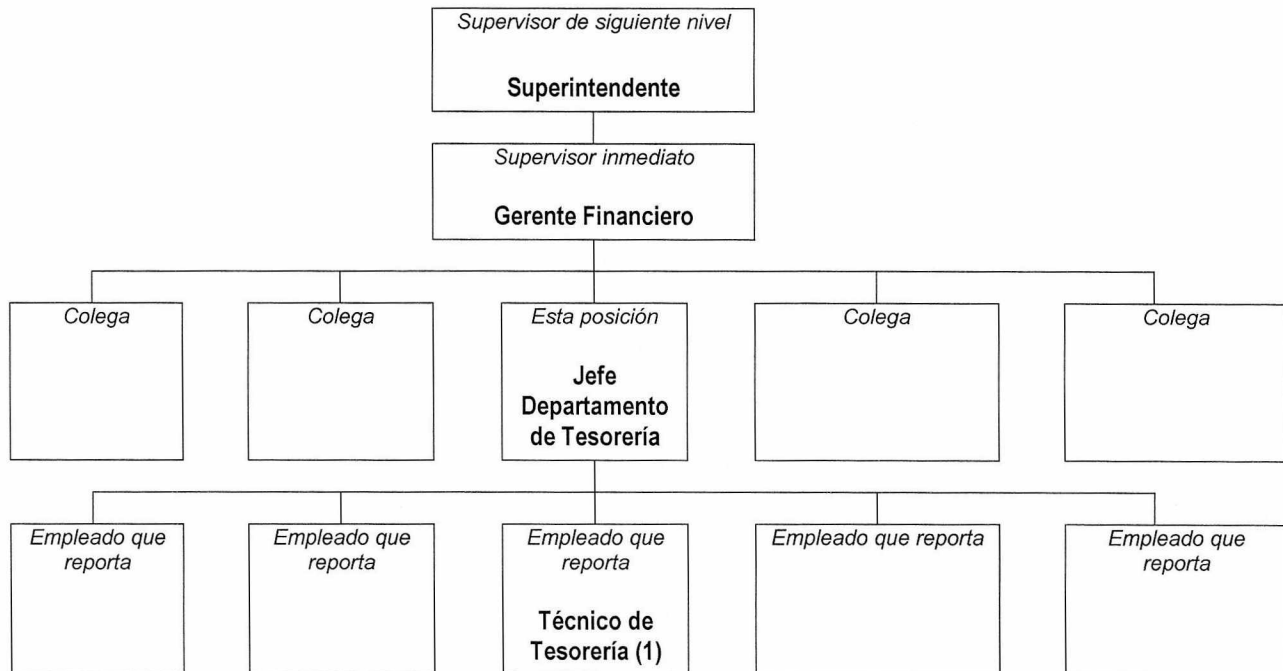 Supervisor de siguiente nivel
Superintendente
Supervisor inmediato
Gerente Financiero
Colega
Colega
Esta posición
Jefe
Departamento
de Tesorería
Colega
Colega
Empleado que
reporta
Empleado que
reporta
Empleado que
reporta
Técnico de
Tesorería (1)
Empleado que reporta
Empleado que
reporta